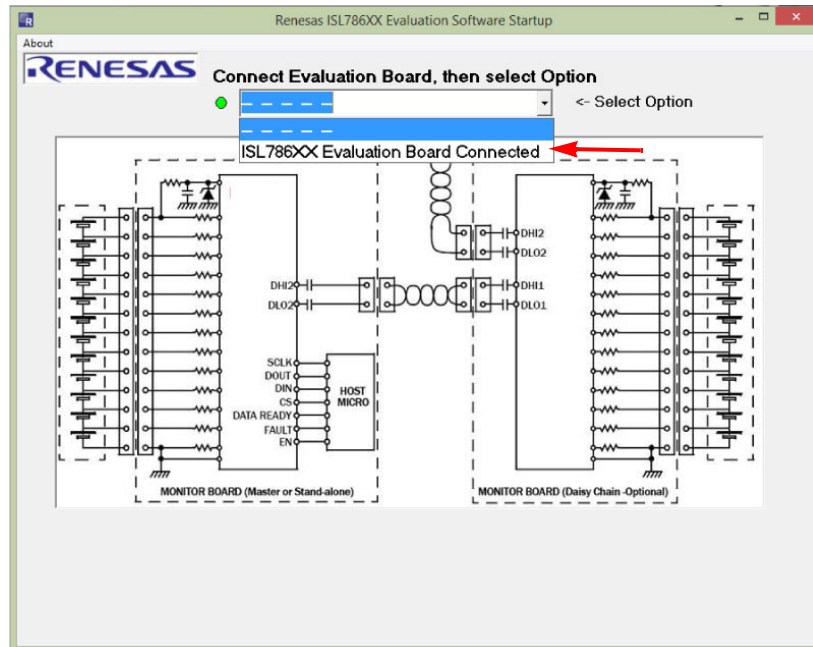 Renesas ISL786XX Evaluation Software Startup
About
RENESAS
Connect Evaluation Board, then select Option
– – – – –
<- Select Option
– – – – –
ISL786XX Evaluation Board Connected
DHI2
DLO2
DHI2
DLO2
DHI1
DLO1
SCLK
DOUT
DIN
CS
DATA READY
FAULT
EN
HOST
MICRO
MONITOR BOARD (Master or Stand-alone)
MONITOR BOARD (Daisy Chain -Optional)